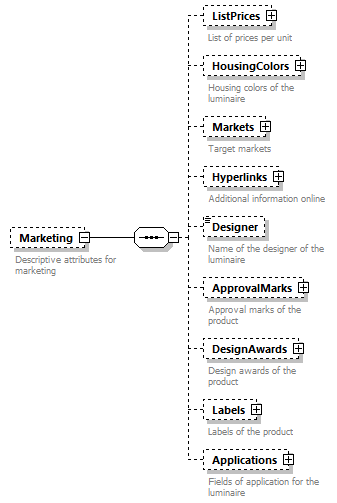 ListPrices
List of prices per unit
HousingColors
Housing colors of the
luminaire
Markets
Target markets
Hyperlinks
Additional information online
Marketing
Descriptive attributes for
marketing
Designer
Name of the designer of the
luminaire
ApprovalMarks
Approval marks of the
product
DesignAwards
Design awards of the
product
Labels
Labels of the product
Applications
Fields of application for the
luminaire